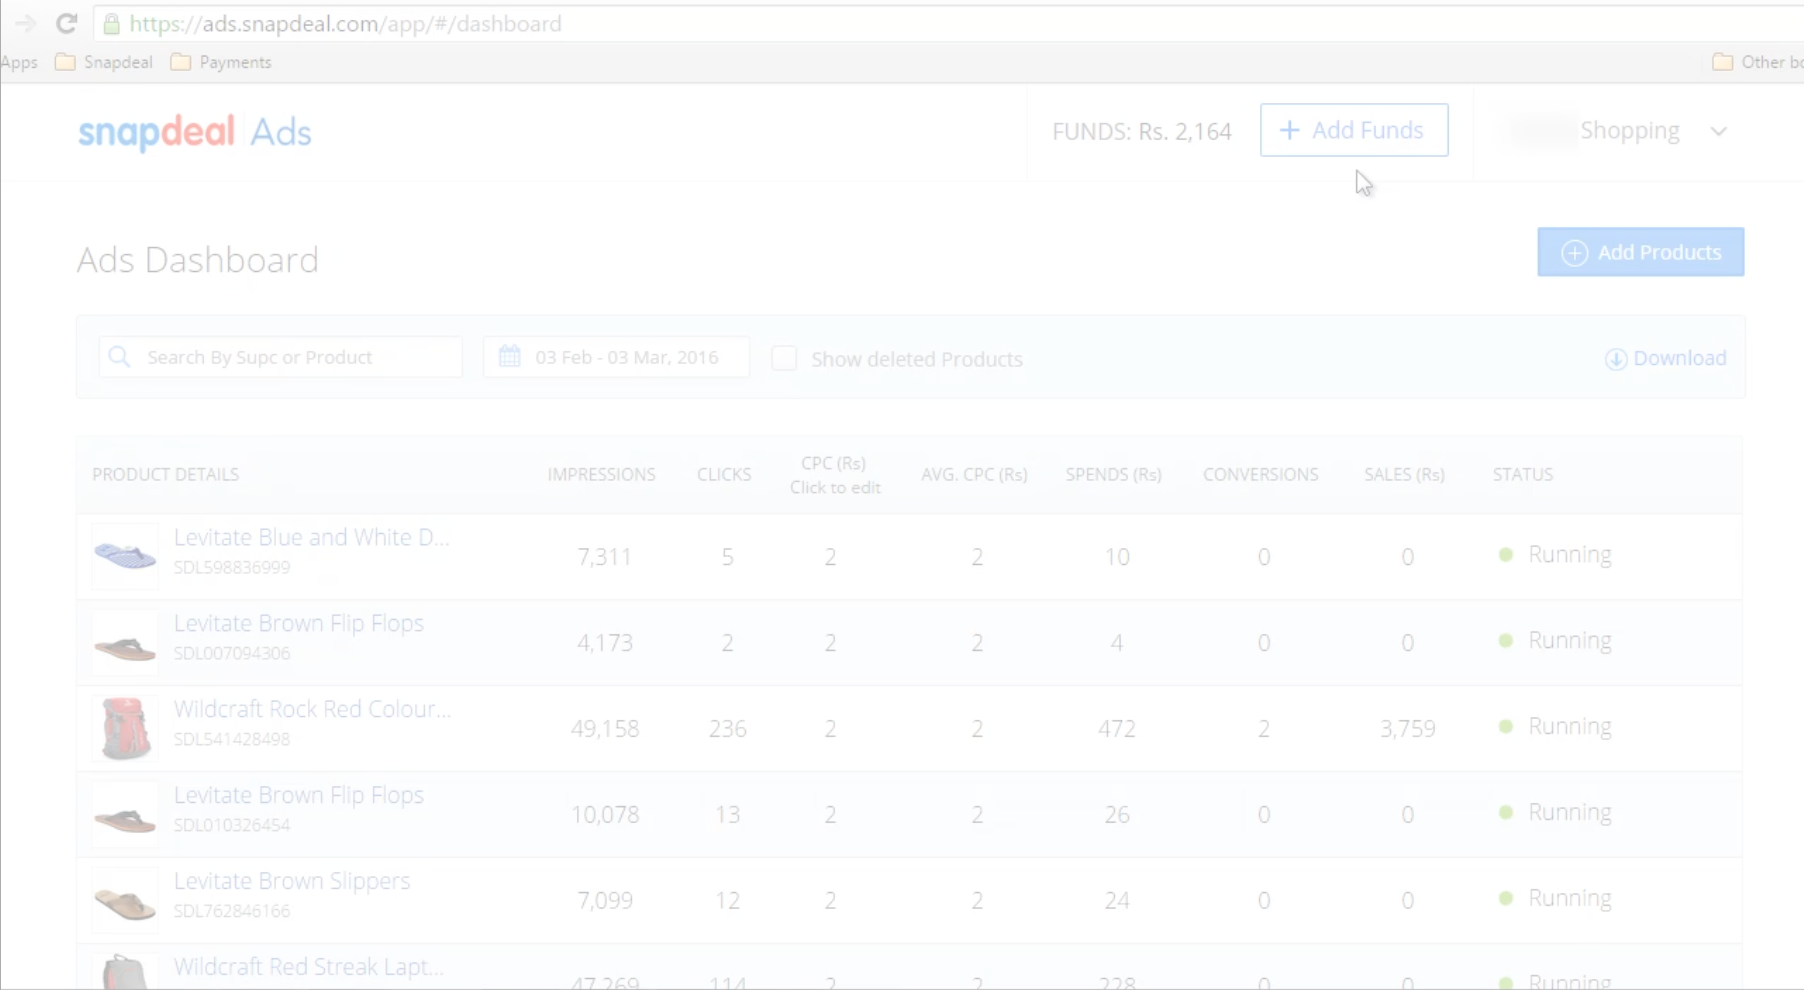 https://ads.snapdeal.com/app/#/dashboard
Apps Snapdeal Payments Other
snapdeal Ads FUNDS: Rs. 2,164 + Add Funds Shopping
Ads Dashboard + Add Products
Search By Supc or Product 03 Feb - 03 Mar, 2016 Show deleted Products Download
PRODUCT DETAILS IMPRESSIONS CLICKS CPC (Rs) Click to edit AVG. CPC (Rs) SPENDS (Rs) CONVERSIONS SALES (Rs) STATUS
Levitate Blue and White D...
SDL598836999 7,311 5 2 2 10 0 0 Running
Levitate Brown Flip Flops
SDL007094306 4,173 2 2 2 4 0 0 Running
Wildcraft Rock Red Colour...
SDL541428498 49,158 236 2 2 472 2 3,759 Running
Levitate Brown Flip Flops
SDL010326454 10,078 13 2 2 26 0 0 Running
Levitate Brown Slippers
SDL762846166 7,099 12 2 2 24 0 0 Running
Wildcraft Red Streak Lapt...
47,269 114 2 2 228 0 0 Running